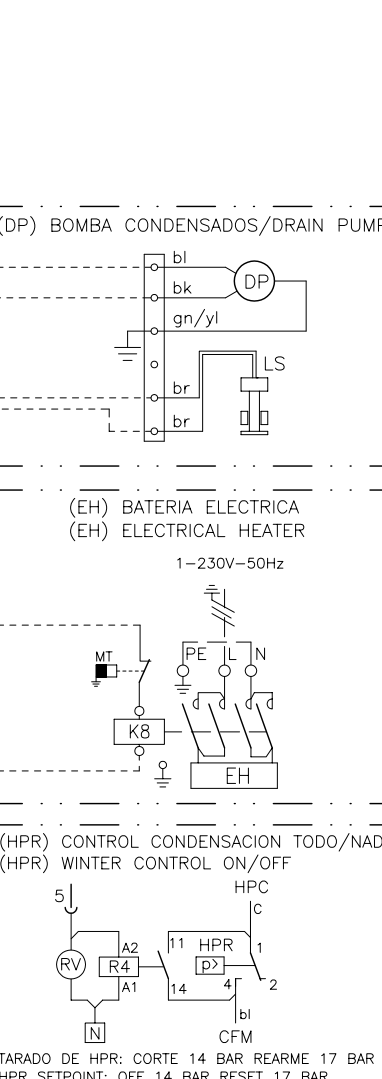 (DP) BOMBA CONDENSADOS/DRAIN PUMP
bl
DP
bk
gn/yl
LS
br
br
(EH) BATERIA ELECTRICA
(EH) ELECTRICAL HEATER
1-230V-50Hz
MT
PE L N
K8
EH
(HPR) CONTROL CONDENSACION TODO/NAD
(HPR) WINTER CONTROL ON/OFF
HPC
5
C
A2 11 HPR 1
RV R4 p>
A1 14 4 2
bl
N
CFM
TARADO DE HPR: CORTE 14 BAR REARME 17 BAR
HPR SETPOINT: OFF 14 BAR RESET 17 BAR